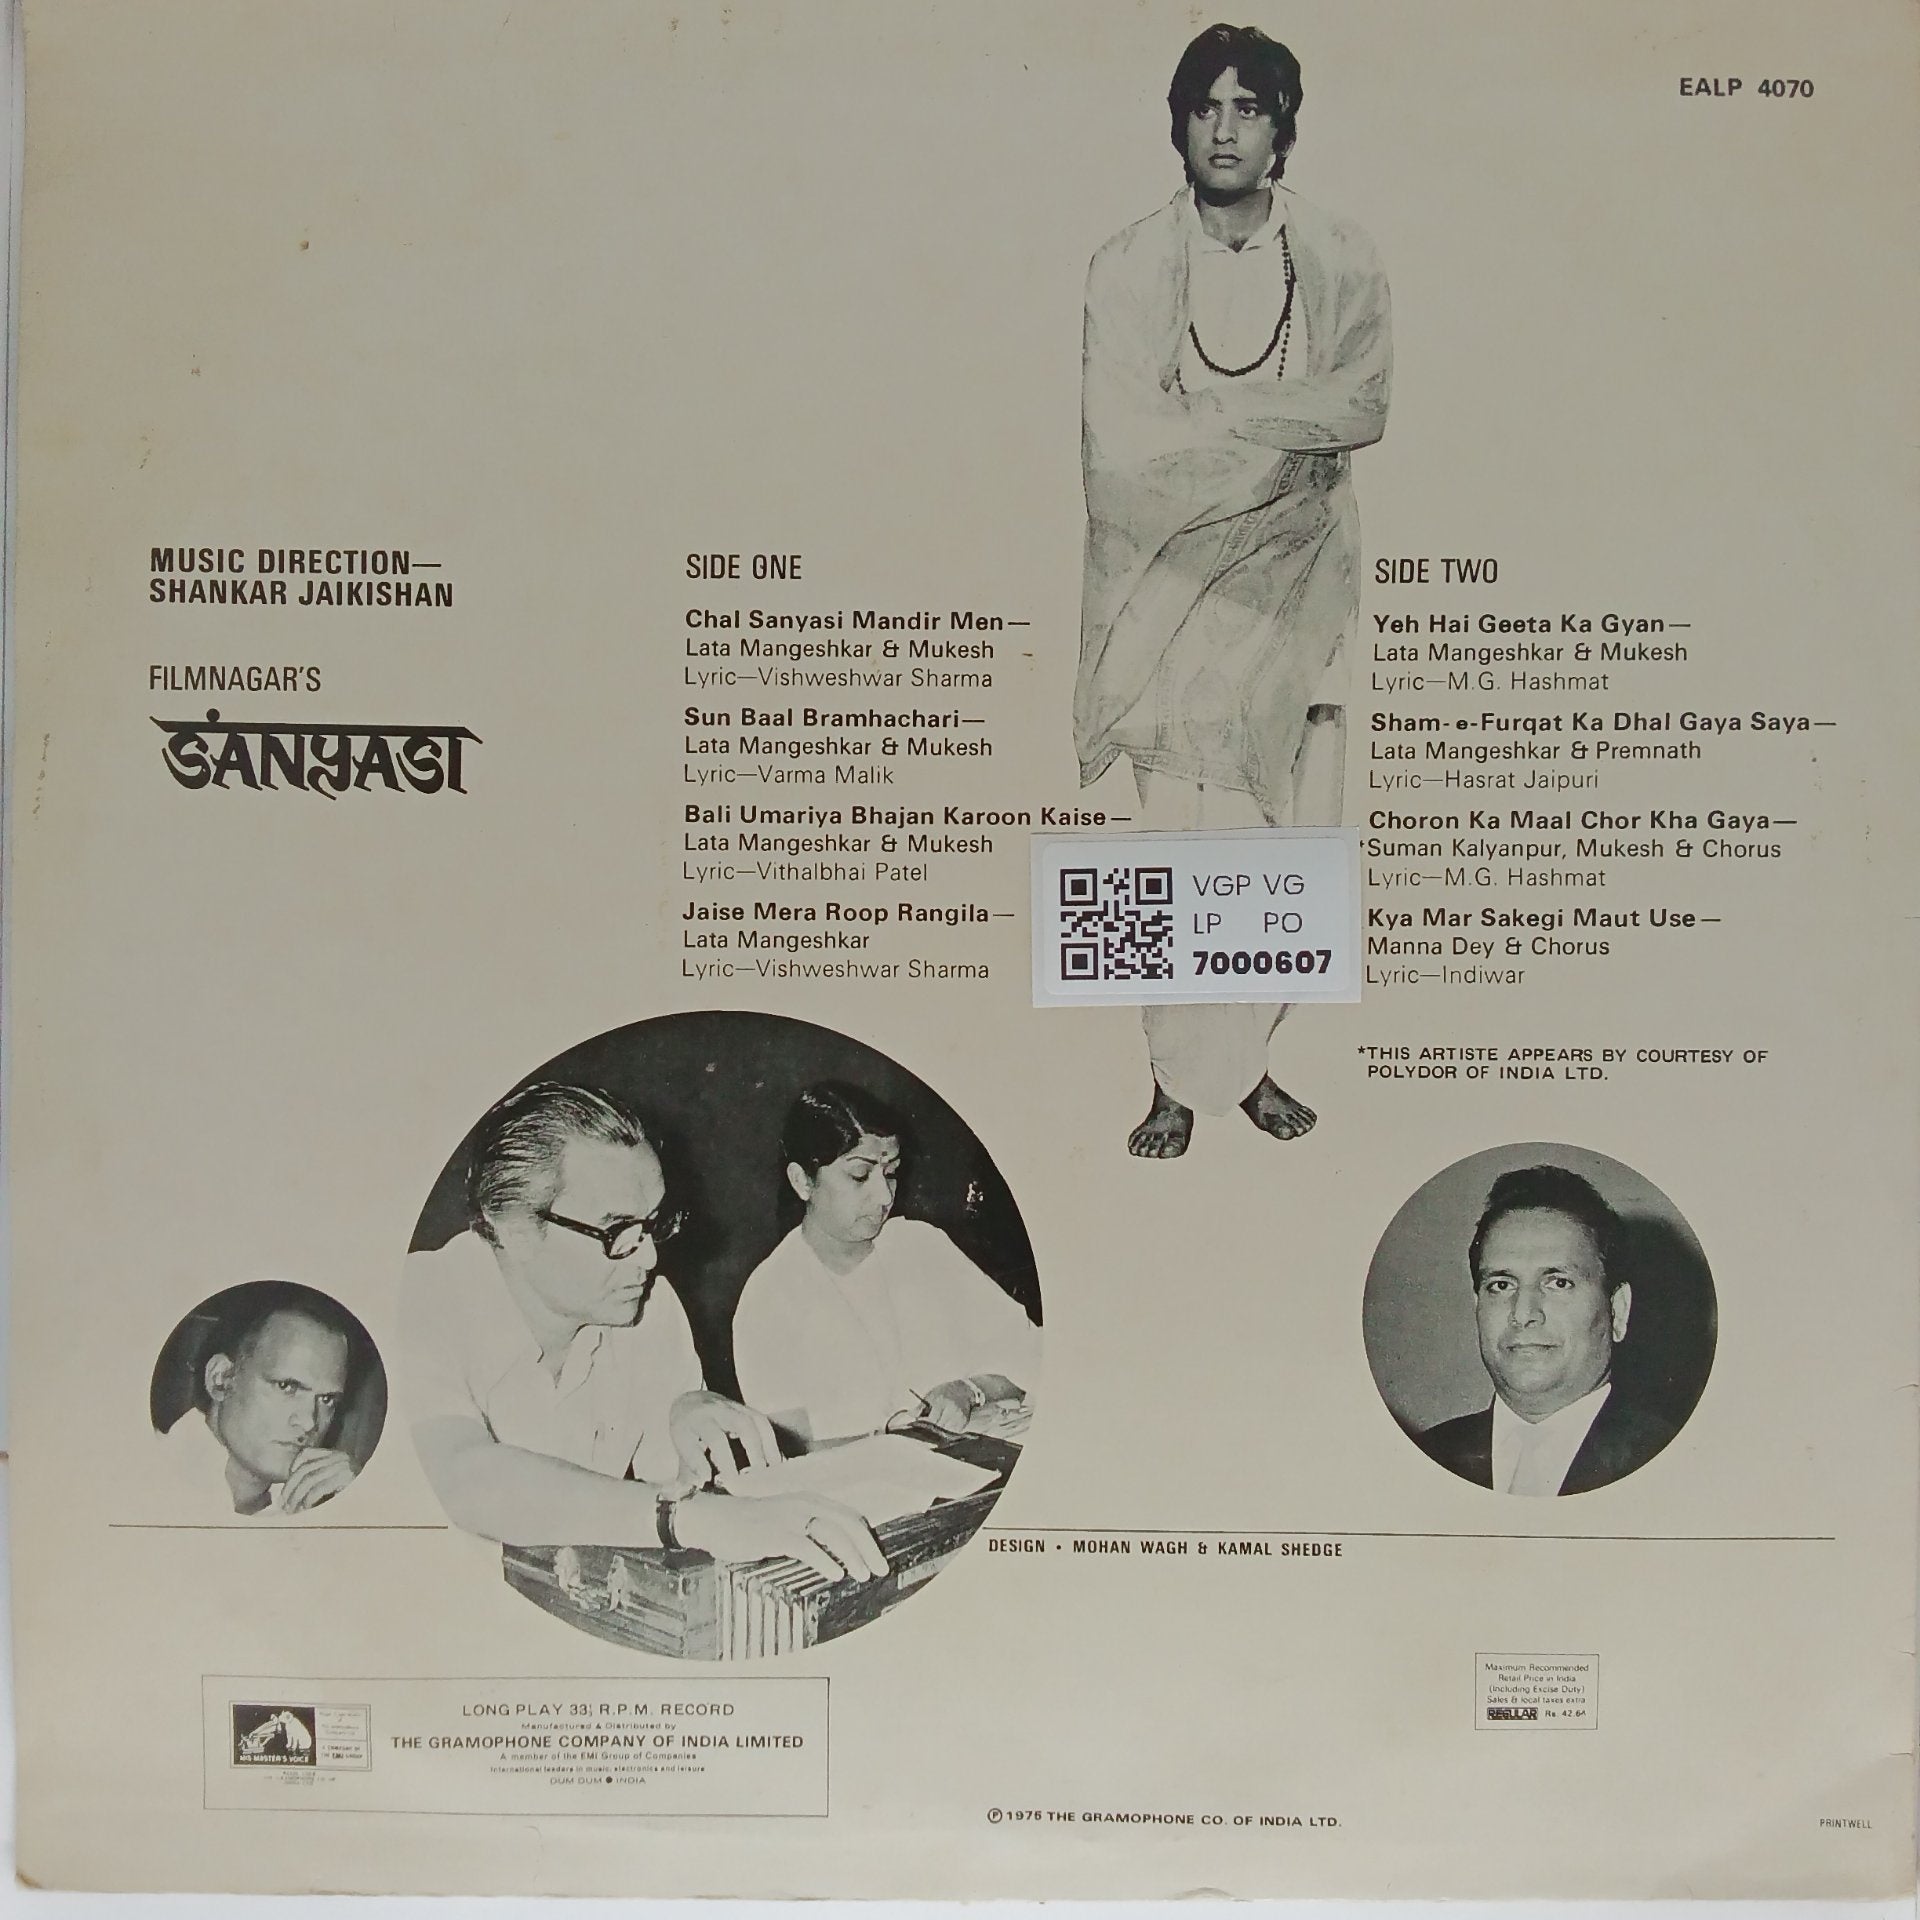 EALP 4070
MUSIC DIRECTION—
SHANKAR JAIKISHAN
FILMNAGAR'S
SANYASI
SIDE ONE
Chal Sanyasi Mandir Men—
Lata Mangeshkar & Mukesh
Lyric—Vishweshwar Sharma
Sun Baal Bramhachari—
Lata Mangeshkar & Mukesh
Lyric—Varma Malik
Bali Umariya Bhajan Karoon Kaise—
Lata Mangeshkar & Mukesh
Lyric—Vithalbhai Patel
Jaise Mera Roop Rangila—
Lata Mangeshkar
Lyric—Vishweshwar Sharma
VGP VG
LP PO
7000607
SIDE TWO
Yeh Hai Geeta Ka Gyan—
Lata Mangeshkar & Mukesh
Lyric—M.G. Hashmat
Sham-e-Furqat Ka Dhal Gaya Saya—
Lata Mangeshkar & Premnath
Lyric—Hasrat Jaipuri
Choron Ka Maal Chor Kha Gaya—
*Suman Kalyanpur, Mukesh & Chorus
Lyric—M.G. Hashmat
Kya Mar Sakegi Maut Use—
Manna Dey & Chorus
Lyric—Indiwar
*THIS ARTISTE APPEARS BY COURTESY OF
POLYDOR OF INDIA LTD.
DESIGN • MOHAN WAGH & KAMAL SHEDGE
HIS MASTER'S VOICE
LONG PLAY 33⅓ R.P.M. RECORD
Manufactured & Distributed by
THE GRAMOPHONE COMPANY OF INDIA LIMITED
A member of the EMI Group of Companies
International leaders in music, electronics and leisure
DUM DUM ● INDIA
Maximum Recommended
Retail Price in India
(Including Excise Duty)
Sales & local taxes extra
REGULAR Rs. 42.64
Ⓟ 1975 THE GRAMOPHONE CO. OF INDIA LTD.
PRINTWELL